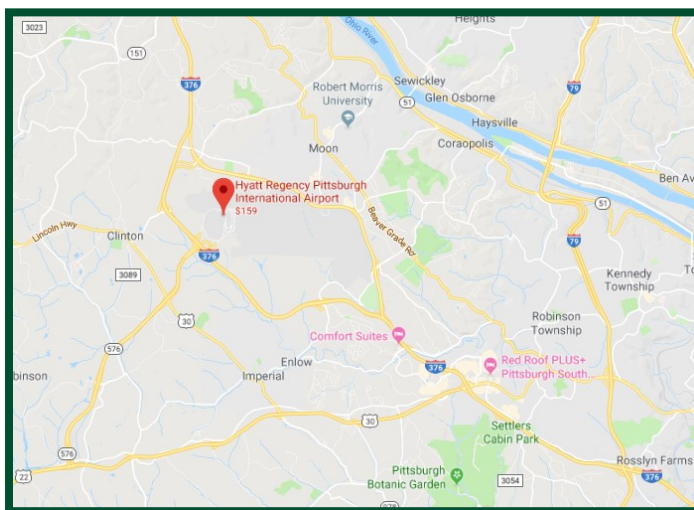 3023
Heights
Ohio River
151
376
Robert Morris
University
Sewickley
79
51
Glen Osborne
Haysville
Moon
Coraopolis
Hyatt Regency Pittsburgh
International Airport
$159
Ben Av
51
Lincoln Hwy
Clinton
Beaver Grade Rd
79
376
3089
Kennedy
Township
To
30
Robinson
Township
576
Comfort Suites
Enlow
376
Red Roof PLUS+
Pittsburgh South...
binson
Imperial
30
Settlers
Cabin Park
576
Rosslyn Farms
22
Pittsburgh
Botanic Garden
3054
376